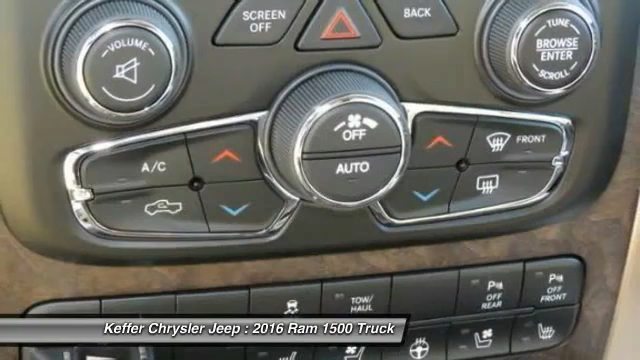 SCREEN
OFF
BACK
VOLUME
TUNE
BROWSE
ENTER
SCROLL
OFF
AUTO
A/C
FRONT
TOW/
HAUL
OFF
REAR
OFF
FRONT
Keffer Chrysler Jeep : 2016 Ram 1500 Truck